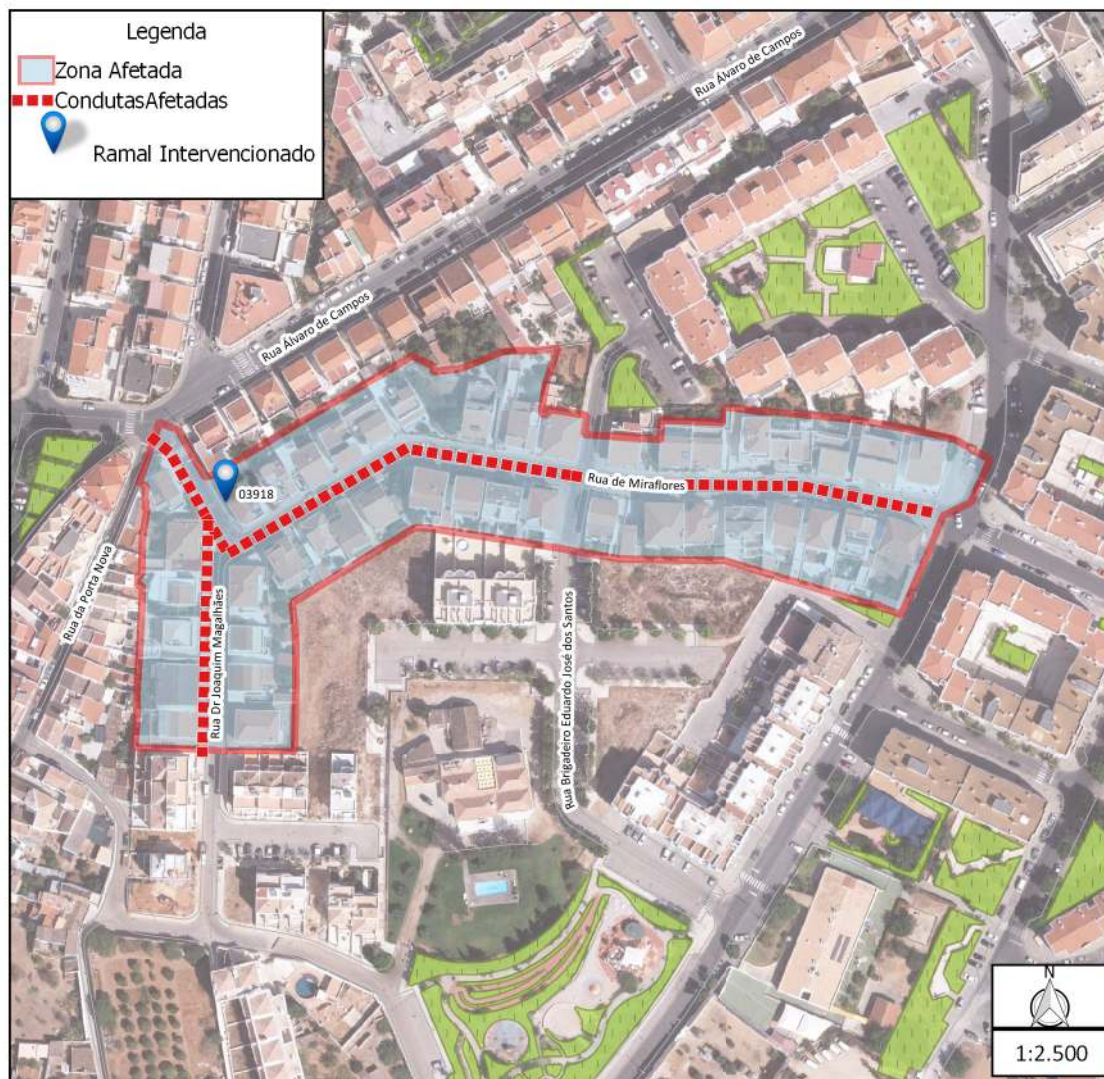 Legenda
Zona Afetada
CondutasAfetadas
Ramal Intervencionado
Rua Álvaro de Campos
Rua Álvaro de Campos
03918
Rua de Miraflores
Rua da Porta Nova
Rua Dr Joaquim Magalhães
Rua Brigadeiro Eduardo José dos Santos
N
1:2.500